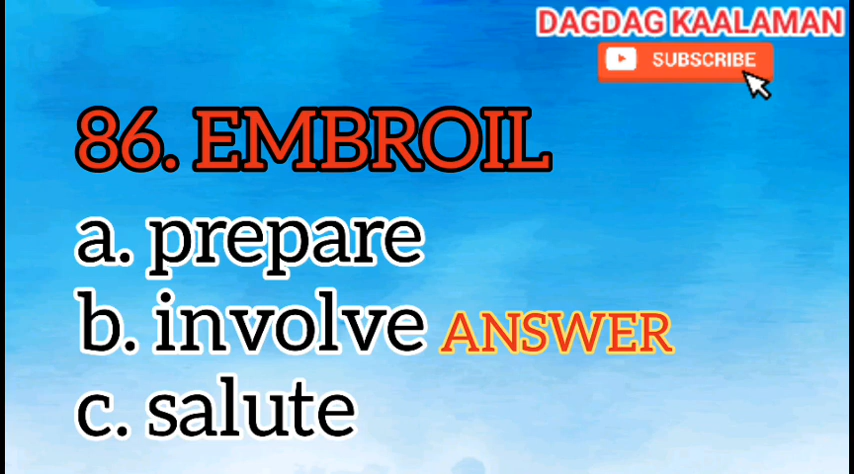 DAGDAG KAALAMAN
SUBSCRIBE
86. EMBROIL
a. prepare
b. involve ANSWER
c. salute